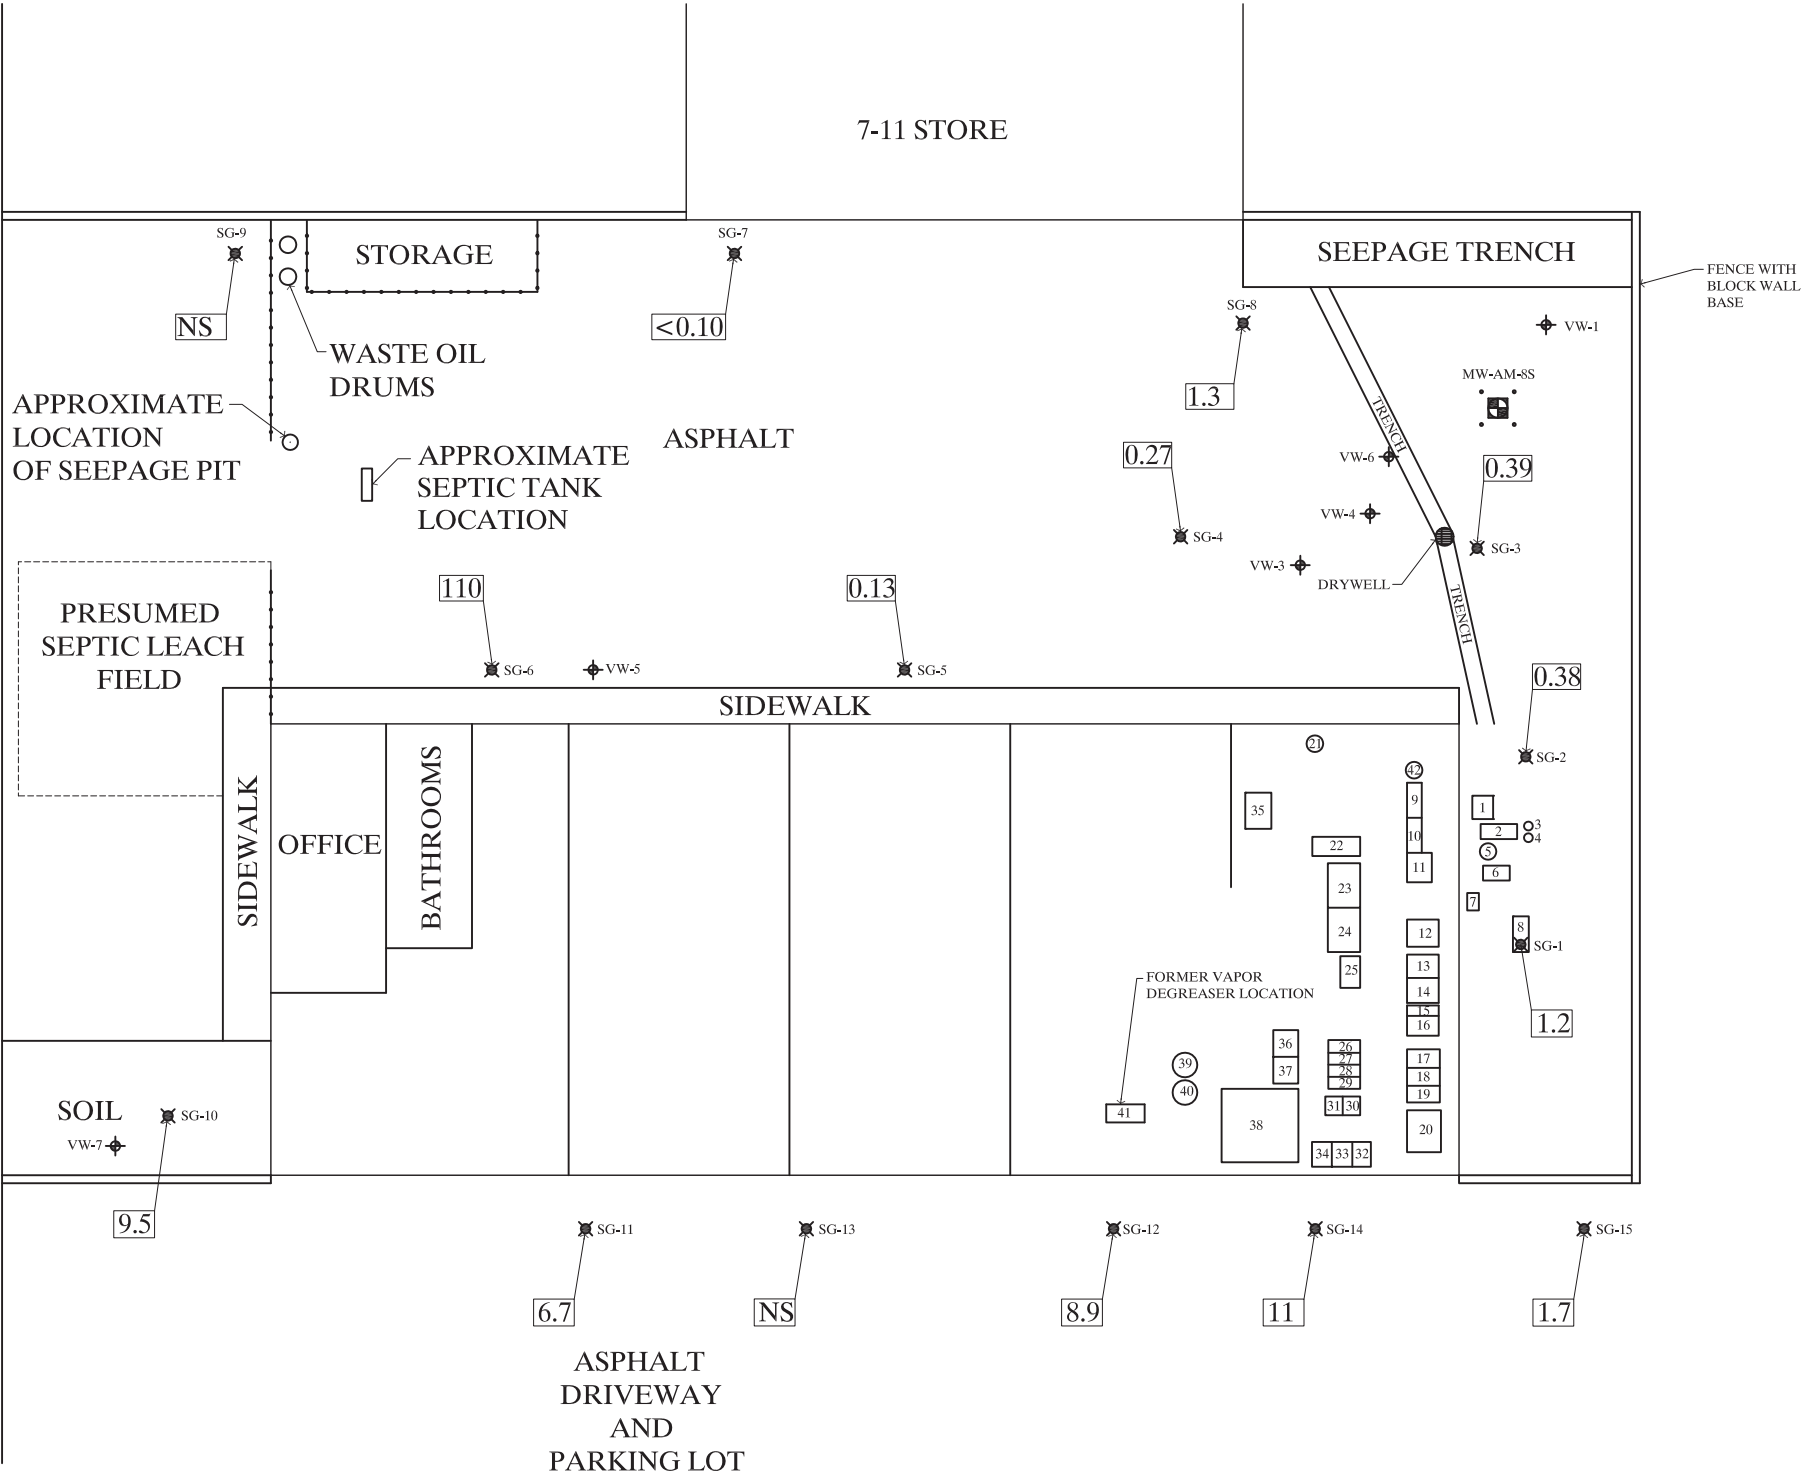 7-11 STORE
SG-9
STORAGE
SG-7
SEEPAGE TRENCH
FENCE WITH
BLOCK WALL
BASE
NS
<0.10
SG-8
VW-1
WASTE OIL
DRUMS
1.3
MW-AM-8S
APPROXIMATE
LOCATION
OF SEEPAGE PIT
ASPHALT
TRENCH
APPROXIMATE
SEPTIC TANK
LOCATION
0.27
VW-6
0.39
VW-4
SG-4
SG-3
VW-3
DRYWELL
110
0.13
TRENCH
PRESUMED
SEPTIC LEACH
FIELD
SG-6
VW-5
SG-5
0.38
SIDEWALK
SG-2
SIDEWALK
OFFICE
BATHROOMS
21
42
35
9
10
11
22
23
24
25
12
13
14
15
16
1
2
3
4
5
6
7
8
SG-1
1.2
FORMER VAPOR
DEGREASER LOCATION
36
37
39
40
41
38
26
27
28
29
31
30
34
33
32
17
18
19
20
SOIL
SG-10
VW-7
9.5
SG-11
SG-13
SG-12
SG-14
SG-15
6.7
NS
8.9
11
1.7
ASPHALT
DRIVEWAY
AND
PARKING LOT